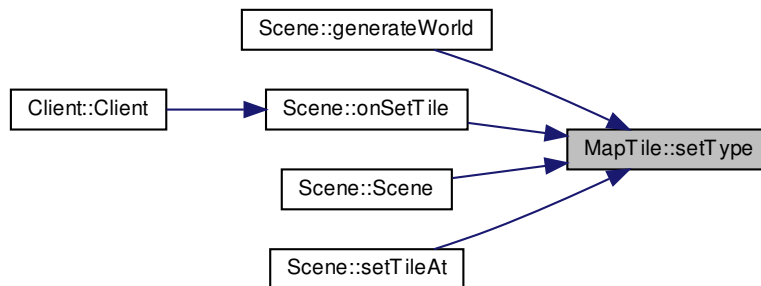 Scene::generateWorld
Client::Client
Scene::onSetTile
MapTile::setType
Scene::Scene
Scene::setTileAt